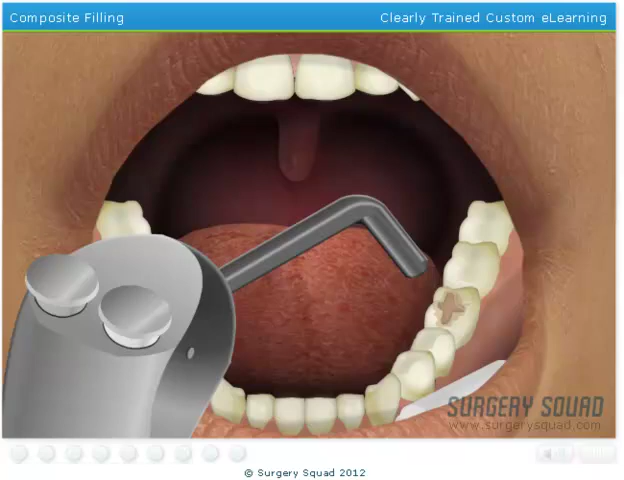 Composite Filling
Clearly Trained Custom eLearning
SURGERY SQUAD
www.surgerysquad.com
© Surgery Squad 2012